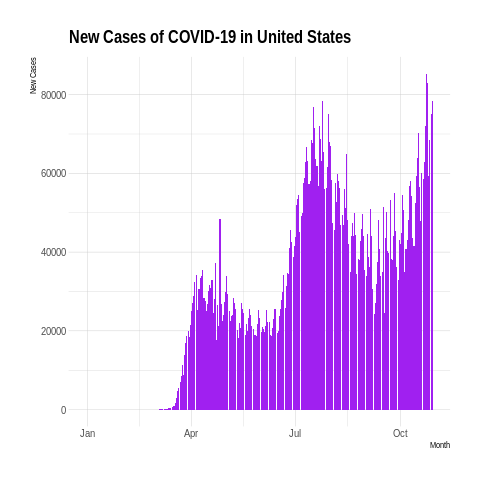 New Cases of COVID-19 in United States
New Cases
80000
60000
40000
20000
0
Jan Apr Jul Oct
Month